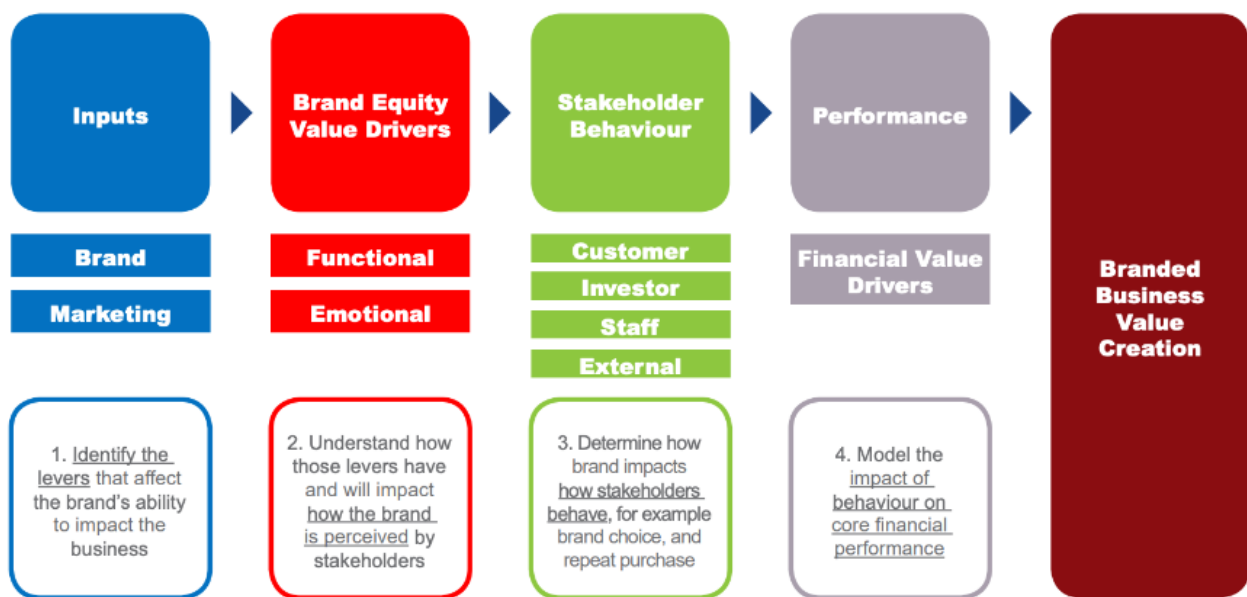 Inputs
Brand Equity
Value Drivers
Stakeholder
Behaviour
Performance
Brand
Marketing
Functional
Emotional
Customer
Investor
Staff
External
Financial Value
Drivers
Branded
Business
Value
Creation
1. Identify the
levers that affect
the brand's ability
to impact the
business
2. Understand how
those levers have
and will impact
how the brand
is perceived by
stakeholders
3. Determine how
brand impacts
how stakeholders
behave, for example
brand choice, and
repeat purchase
4. Model the
impact of
behaviour on
core financial
performance